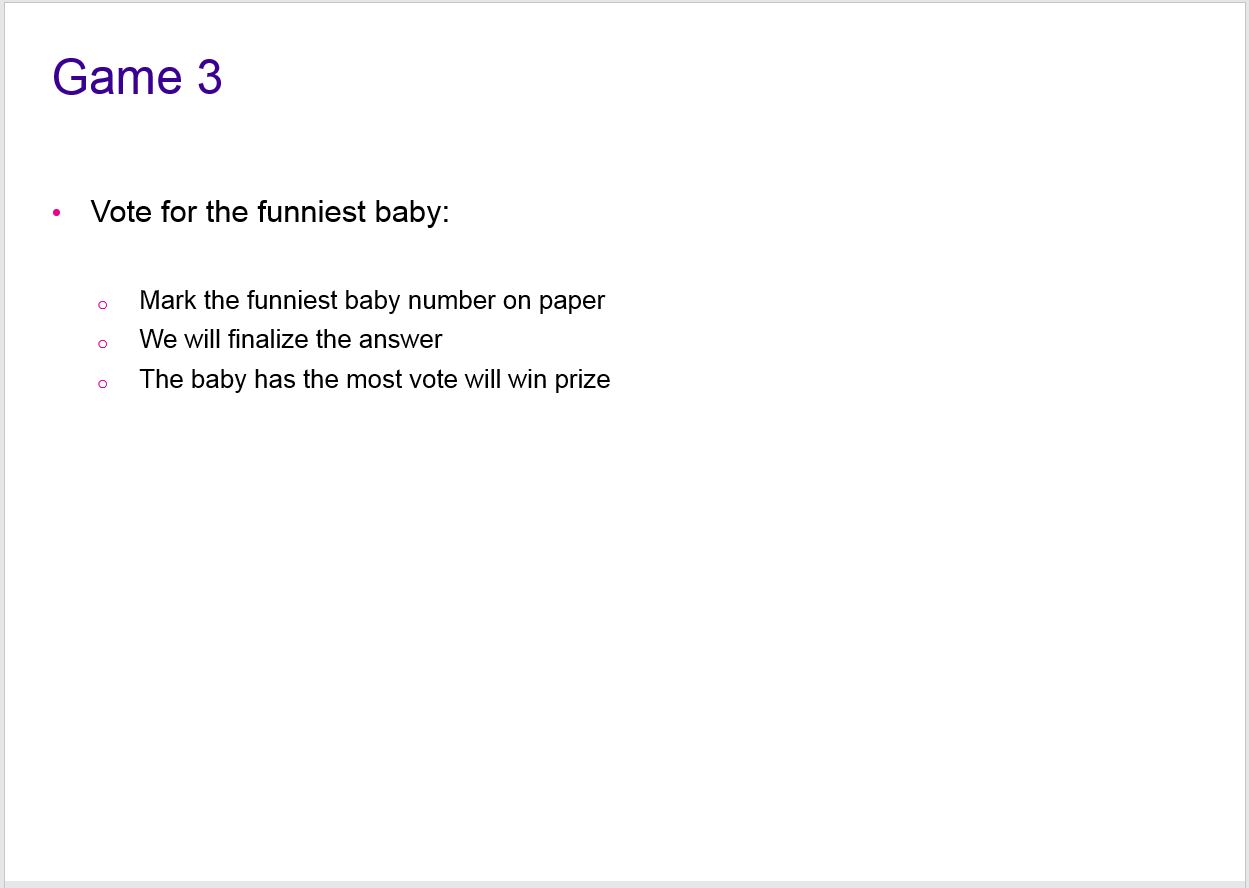 Game 3
• Vote for the funniest baby:
o Mark the funniest baby number on paper
o We will finalize the answer
o The baby has the most vote will win prize